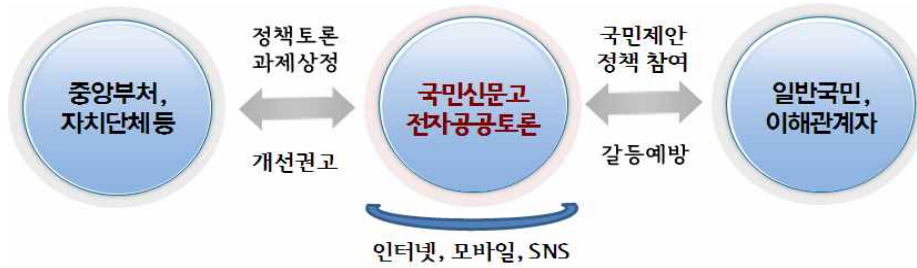 중앙부처,
자치단체 등
정책토론
과제상정
개선권고
국민신문고
전자공공토론
국민제안
정책 참여
갈등예방
일반국민,
이해관계자
인터넷, 모바일, SNS